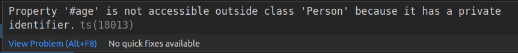 Property '#age' is not accessible outside class 'Person' because it has a private
identifier. ts(18013)
View Problem (Alt+F8) No quick fixes available